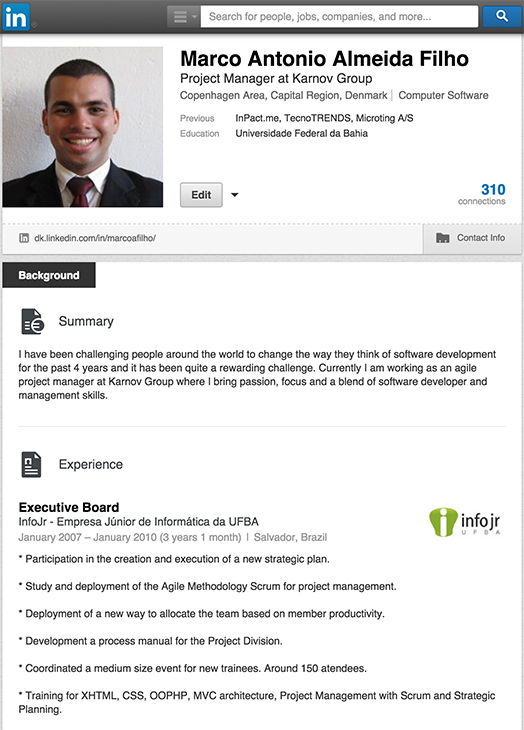 in
Search for people, jobs, companies, and more...
Marco Antonio Almeida Filho
Project Manager at Karnov Group
Copenhagen Area, Capital Region, Denmark | Computer Software
Previous InPact.me, TecnoTRENDS, Microting A/S
Education Universidade Federal da Bahia
Edit
310
connections
in dk.linkedin.com/in/marcoafilho/
Contact Info
Background
Summary
I have been challenging people around the world to change the way they think of software development
for the past 4 years and it has been quite a rewarding challenge. Currently I am working as an agile
project manager at Karnov Group where I bring passion, focus and a blend of software developer and
management skills.
Experience
Executive Board
InfoJr - Empresa Júnior de Informática da UFBA
January 2007 – January 2010 (3 years 1 month) | Salvador, Brazil
infojr
UFBA
* Participation in the creation and execution of a new strategic plan.
* Study and deployment of the Agile Methodology Scrum for project management.
* Deployment of a new way to allocate the team based on member productivity.
* Development a process manual for the Project Division.
* Coordinated a medium size event for new trainees. Around 150 atendees.
* Training for XHTML, CSS, OOPHP, MVC architecture, Project Management with Scrum and Strategic
Planning.